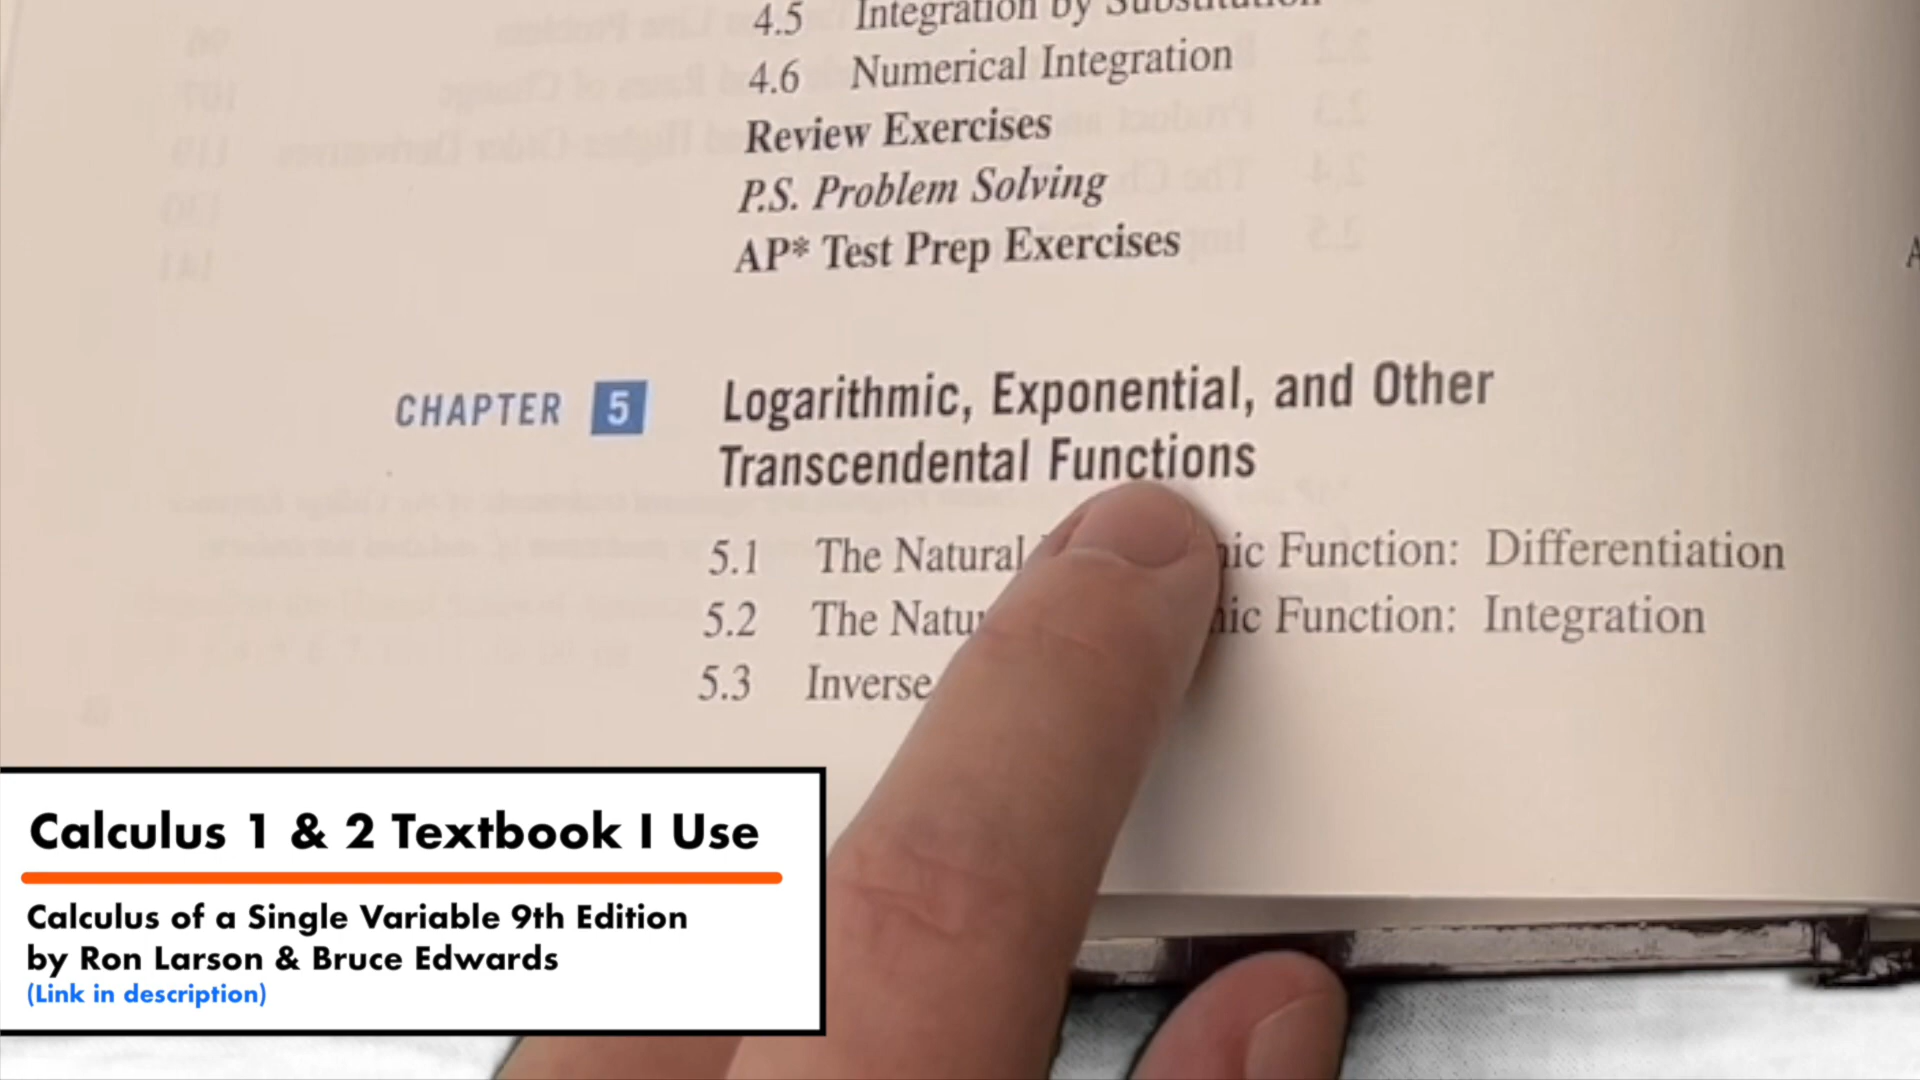 4.5 Integration by Substitution
4.6 Numerical Integration
Review Exercises
P.S. Problem Solving
AP* Test Prep Exercises
CHAPTER 5 Logarithmic, Exponential, and Other
Transcendental Functions
5.1 The Natural Function: Differentiation
5.2 The Function: Integration
5.3 Inverse
Calculus 1 & 2 Textbook I Use
Calculus of a Single Variable 9th Edition
by Ron Larson & Bruce Edwards
(Link in description)